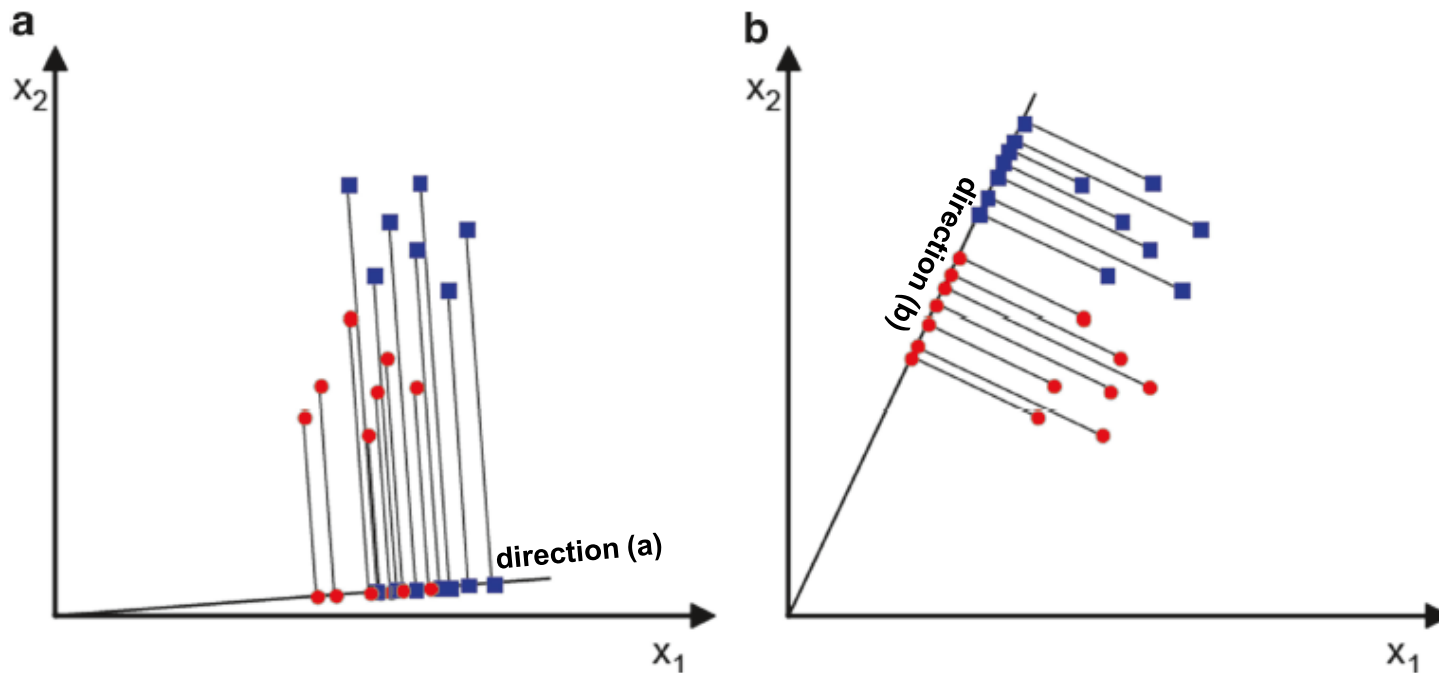 a
x₂
direction (a)
x₁
b
x₂
direction (b)
x₁